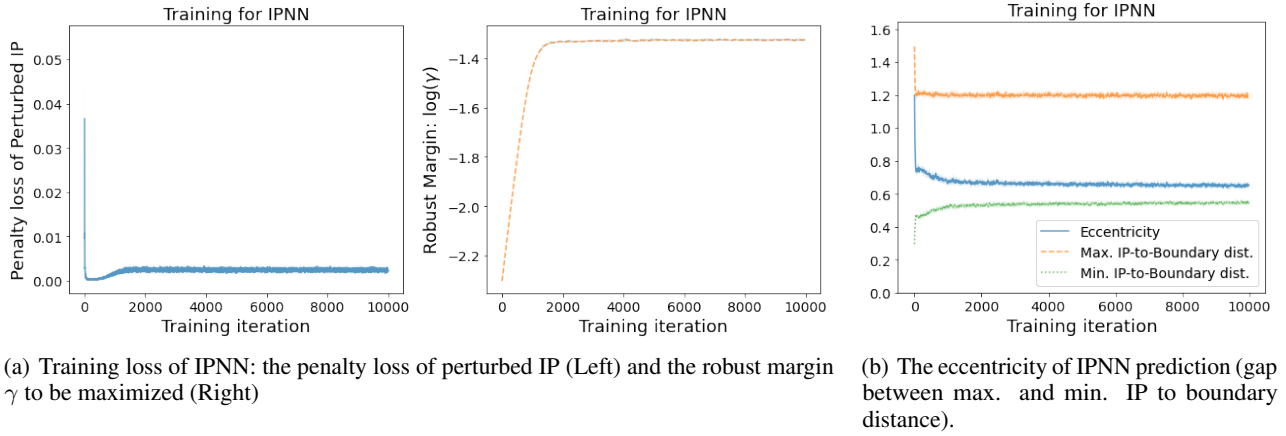 Training for IPNN
Penalty loss of Perturbed IP
0.05
0.04
0.03
0.02
0.01
0.00
0
2000
4000
6000
8000
10000
Training iteration
Training for IPNN
Robust Margin: log(γ)
−1.4
−1.6
−1.8
−2.0
−2.2
0
2000
4000
6000
8000
10000
Training iteration
Training for IPNN
1.6
1.4
1.2
1.0
0.8
0.6
0.4
0.2
0.0
Eccentricity
Max. IP-to-Boundary dist.
Min. IP-to-Boundary dist.
0
2000
4000
6000
8000
10000
Training iteration
(a) Training loss of IPNN: the penalty loss of perturbed IP (Left) and the robust margin
γ to be maximized (Right)
(b) The eccentricity of IPNN prediction (gap
between max. and min. IP to boundary
distance).